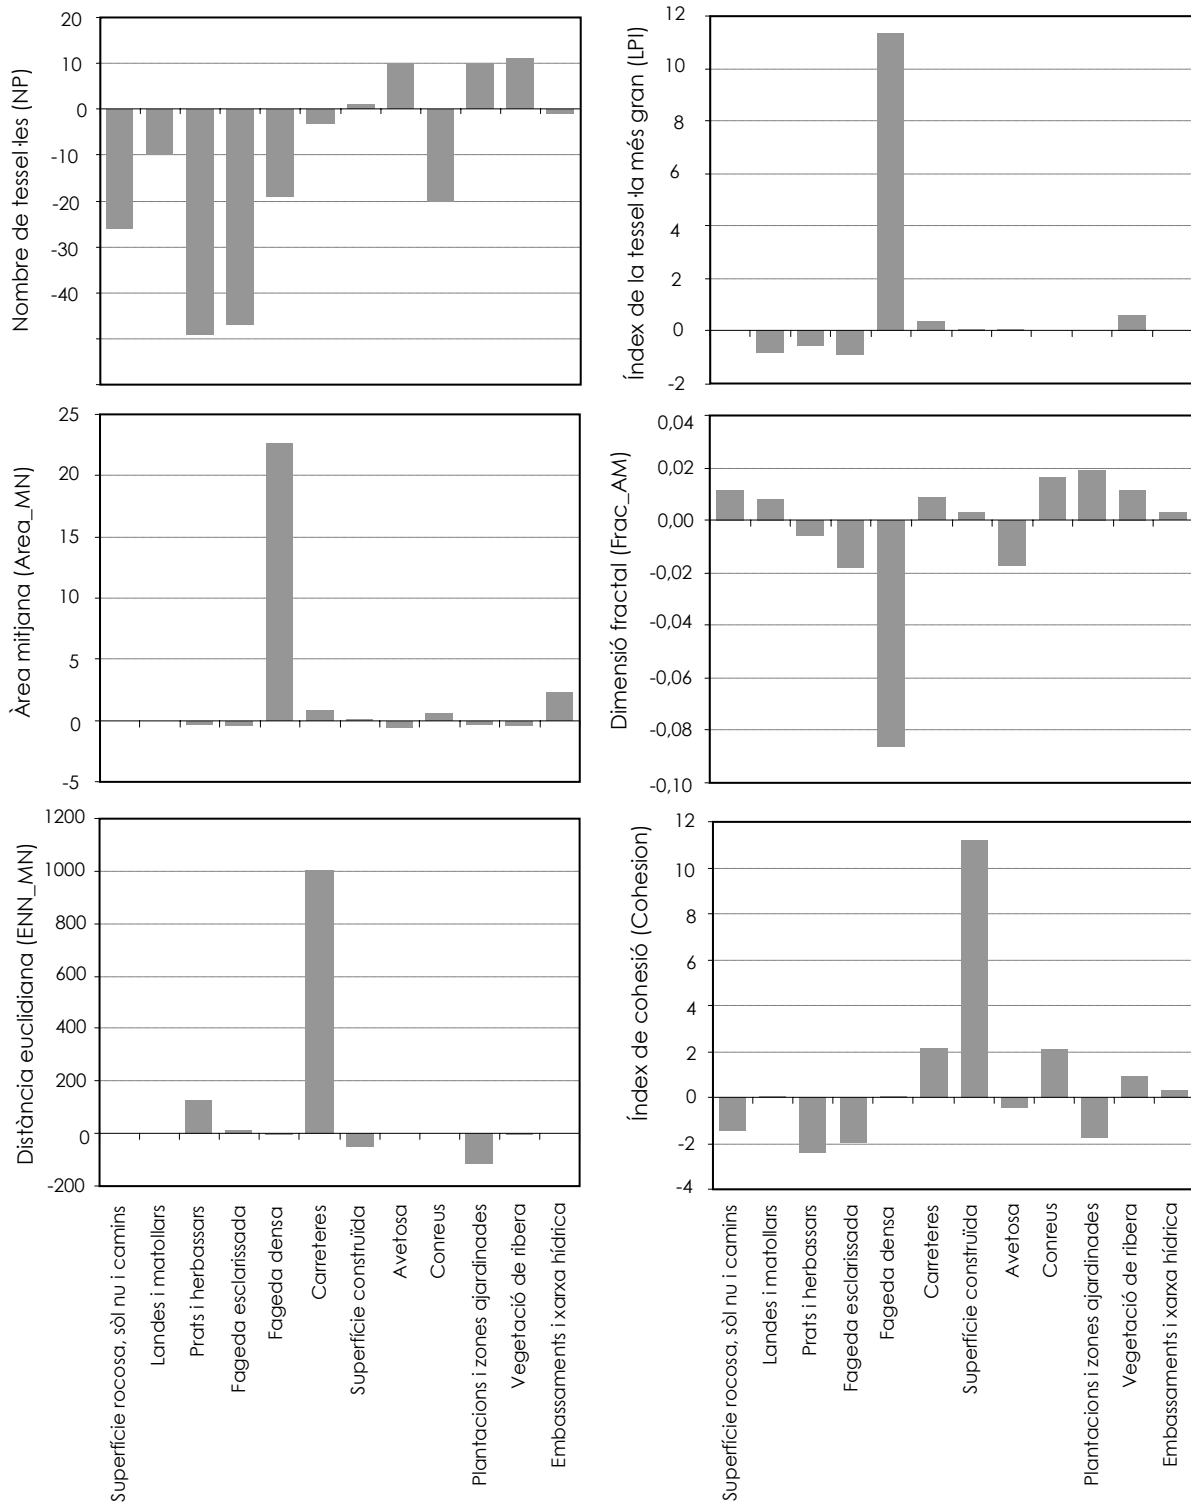 Nombre de tessel·les (NP)
20
10
0
-10
-20
-30
-40
Índex de la tessel·la més gran (LPI)
12
10
8
6
4
2
0
-2
Àrea mitjana (Area_MN)
25
20
15
10
5
0
-5
Dimensió fractal (Frac_AM)
0,04
0,02
0,00
-0,02
-0,04
-0,06
-0,08
-0,10
Distància euclidiana (ENN_MN)
1200
1000
800
600
400
200
0
-200
Índex de cohesió (Cohesion)
12
10
8
6
4
2
0
-2
-4
Superfície rocosa, sòl nu i camins
Landes i matollars
Prats i herbassars
Fageda esclarissada
Fageda densa
Carreteres
Superfície construïda
Avetosa
Conreus
Plantacions i zones ajardinades
Vegetació de ribera
Embassaments i xarxa hídrica
Superfície rocosa, sòl nu i camins
Landes i matollars
Prats i herbassars
Fageda esclarissada
Fageda densa
Carreteres
Superfície construïda
Avetosa
Conreus
Plantacions i zones ajardinades
Vegetació de ribera
Embassaments i xarxa hídrica